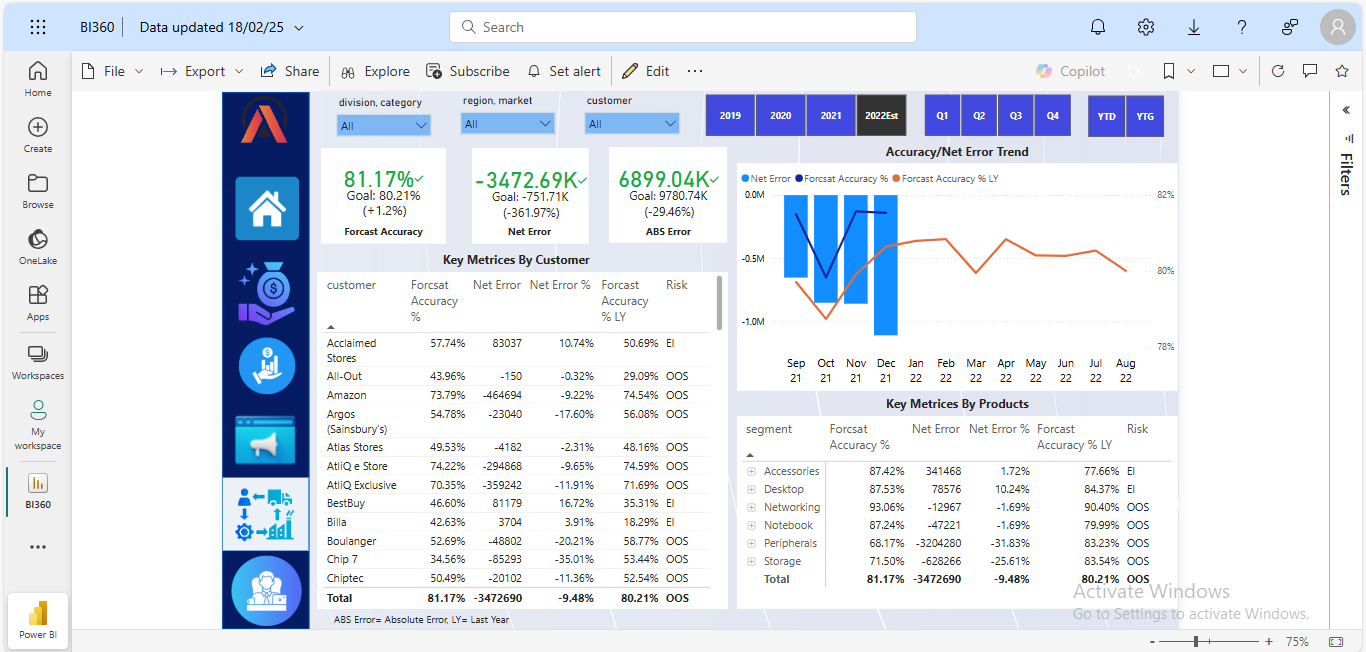 BI360 Data updated 18/02/25
Search
File Export Share Explore Subscribe Set alert Edit Copilot
Home
Create
Browse
OneLake
Apps
Workspaces
My
workspace
BI360
Power BI
division, category
All
region, market
All
customer
All
2019 2020 2021 2022Est
Q1 Q2 Q3 Q4
YTD YTG
81.17%
Goal: 80.21%
(+1.2%)
Forcast Accuracy
-3472.69K
Goal: -751.71K
(-361.97%)
Net Error
6899.04K
Goal: 9780.74K
(-29.46%)
ABS Error
Key Metrices By Customer
customer Forcsat Accuracy % Net Error Net Error % Forcast Accuracy % LY Risk
Acclaimed Stores 57.74% 83037 10.74% 50.69% EI
All-Out 43.96% -150 -0.32% 29.09% OOS
Amazon 73.79% -464694 -9.22% 74.54% OOS
Argos (Sainsbury's) 54.78% -23040 -17.60% 56.08% OOS
Atlas Stores 49.53% -4182 -2.31% 48.16% OOS
AtliQ e Store 74.22% -294868 -9.65% 74.59% OOS
AtliQ Exclusive 70.35% -359242 -11.91% 71.69% OOS
BestBuy 46.60% 81179 16.72% 35.31% EI
Billa 42.63% 3704 3.91% 18.29% EI
Boulanger 52.69% -48802 -20.21% 58.77% OOS
Chip 7 34.56% -85293 -35.01% 53.44% OOS
Chiptec 50.49% -20102 -11.36% 52.54% OOS
Total 81.17% -3472690 -9.48% 80.21% OOS
ABS Error= Absolute Error, LY= Last Year
Accuracy/Net Error Trend
Net Error Forcsat Accuracy % Forcast Accuracy % LY
0.0M
-0.5M
-1.0M
82%
80%
78%
Sep Oct Nov Dec Jan Feb Mar Apr May Jun Jul Aug
21 21 21 21 22 22 22 22 22 22 22 22
Key Metrices By Products
segment Forcsat Accuracy % Net Error Net Error % Forcast Accuracy % LY Risk
Accessories 87.42% 341468 1.72% 77.66% EI
Desktop 87.53% 78576 10.24% 84.37% EI
Networking 93.06% -12967 -1.69% 90.40% OOS
Notebook 87.24% -47221 -1.69% 79.99% OOS
Peripherals 68.17% -3204280 -31.83% 83.23% OOS
Storage 71.50% -628266 -25.61% 83.54% OOS
Total 81.17% -3472690 -9.48% 80.21% OOS
Filters
Activate Windows
Go to Settings to activate Windows.
75%